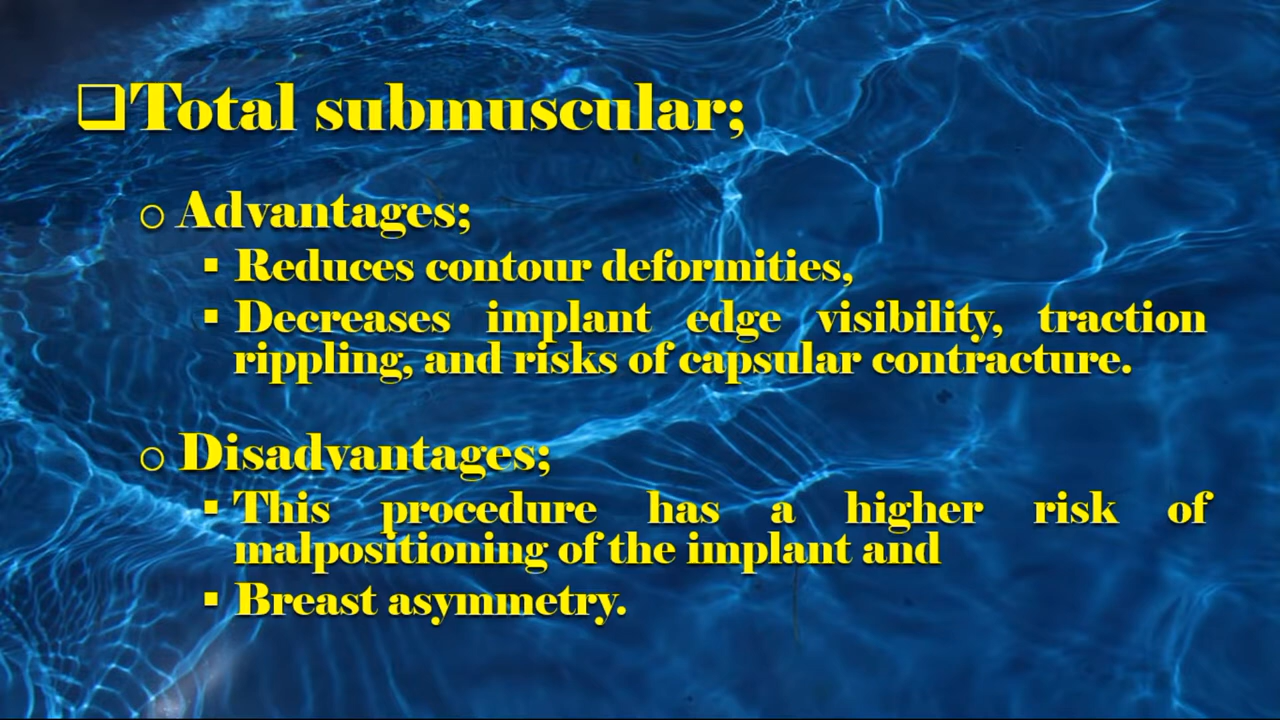 ❑Total submuscular;
o Advantages;
▪ Reduces contour deformities,
▪ Decreases implant edge visibility, traction
rippling, and risks of capsular contracture.
o Disadvantages;
▪ This procedure has a higher risk of
malpositioning of the implant and
▪ Breast asymmetry.